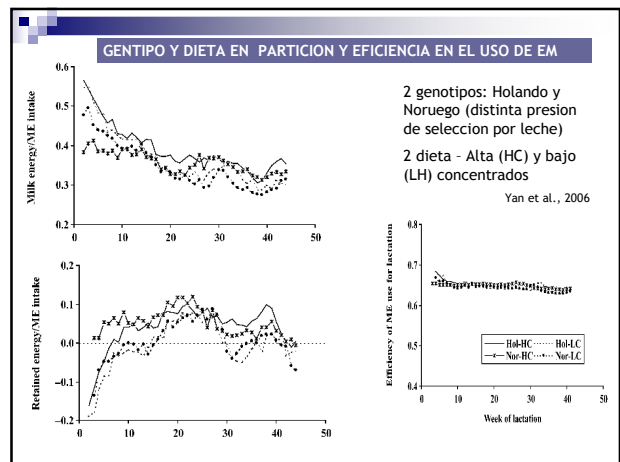 GENTIPO Y DIETA EN PARTICION Y EFICIENCIA EN EL USO DE EM
2 genotipos: Holando y
Noruego (distinta presion
de seleccion por leche)
2 dieta – Alta (HC) y bajo
(LH) concentrados
Yan et al., 2006
Milk energy/ME intake
0.6
0.5
0.4
0.3
0.2
0 10 20 30 40 50
Retained energy/ME intake
0.2
0.1
0.0
−0.1
−0.2
0 10 20 30 40 50
Efficiency of ME use for lactation
0.8
0.7
0.6
0.5
0.4
Hol-HC Hol-LC
Nor-HC Nor-LC
0 10 20 30 40 50
Week of lactation